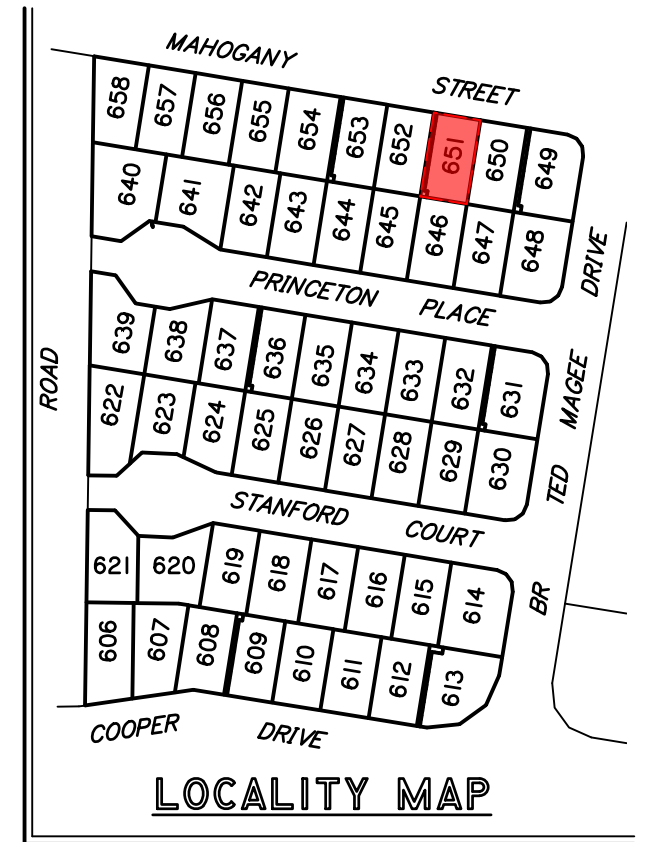 MAHOGANY STREET
658 657 656 655 654 653 652 651 650 649
640 641 642 643 644 645 646 647 648
DRIVE
PRINCETON PLACE
ROAD
639 638 637 636 635 634 633 632 631
MAGEE
622 623 624 625 626 627 628 629 630
TED
STANFORD COURT
621 620 619 618 617 616 615 614
BR
606 607 608 609 610 611 612 613
COOPER DRIVE
LOCALITY MAP